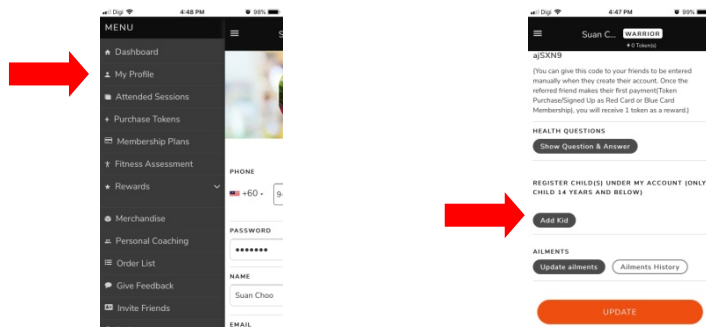 Digi 4:48 PM 98%
MENU
Dashboard
My Profile
Attended Sessions
Purchase Tokens
Membership Plans
Fitness Assessment
Rewards
Merchandise
Personal Coaching
Order List
Give Feedback
Invite Friends
S
PHONE
+60
9
PASSWORD
NAME
Suan Choo
EMAIL
Digi 4:47 PM 99%
Suan C... WARRIOR
0 Token(s)
ajSXN9
(You can give this code to your friends to be entered
manually when they create their account. Once the
referred friend makes their first payment(Token
Purchase/Signed Up as Red Card or Blue Card
Membership), you will receive 1 token as a reward.)
HEALTH QUESTIONS
Show Question & Answer
REGISTER CHILD(S) UNDER MY ACCOUNT (ONLY
CHILD 14 YEARS AND BELOW)
Add Kid
AILMENTS
Update ailments Ailments History
UPDATE